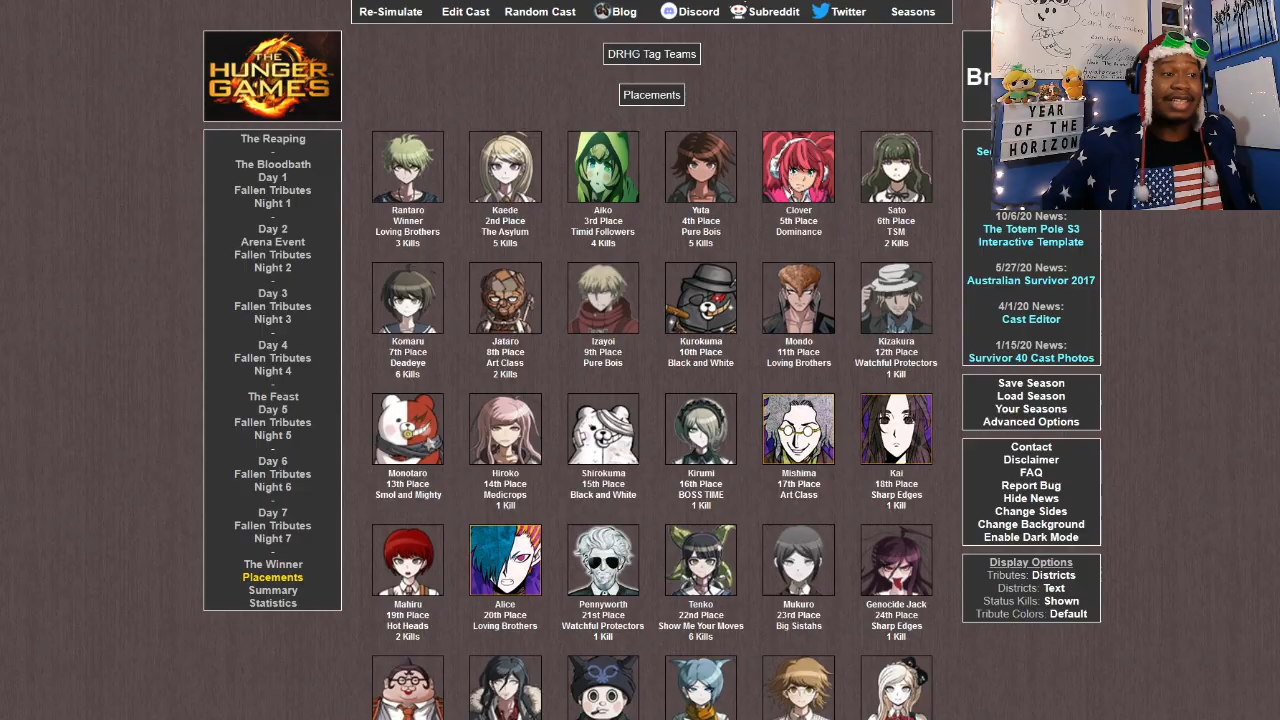 Re-Simulate Edit Cast Random Cast Blog Discord Subreddit Twitter Seasons
DRHG Tag Teams
Placements
THE
HUNGER
GAMES
The Reaping
-
The Bloodbath
Day 1
Fallen Tributes
Night 1
-
Day 2
Arena Event
Fallen Tributes
Night 2
-
Day 3
Fallen Tributes
Night 3
-
Day 4
Fallen Tributes
Night 4
-
The Feast
Day 5
Fallen Tributes
Night 5
-
Day 6
Fallen Tributes
Night 6
-
Day 7
Fallen Tributes
Night 7
-
The Winner
Placements
Summary
Statistics
Rantaro
Winner
Loving Brothers
3 Kills
Kaede
2nd Place
The Asylum
5 Kills
Aiko
3rd Place
Timid Followers
4 Kills
Yuta
4th Place
Pure Bois
5 Kills
Clover
5th Place
Dominance
Sato
6th Place
TSM
2 Kills
Komaru
7th Place
Deadeye
6 Kills
Jataro
8th Place
Art Class
2 Kills
Izayoi
9th Place
Pure Bois
Kurokuma
10th Place
Black and White
Mondo
11th Place
Loving Brothers
Kizakura
12th Place
Watchful Protectors
1 Kill
Monotaro
13th Place
Smol and Mighty
Hiroko
14th Place
Medicrops
1 Kill
Shirokuma
15th Place
Black and White
Kirumi
16th Place
BOSS TIME
1 Kill
Mishima
17th Place
Art Class
Kai
18th Place
Sharp Edges
1 Kill
Mahiru
19th Place
Hot Heads
2 Kills
Alice
20th Place
Loving Brothers
Pennyworth
21st Place
Watchful Protectors
1 Kill
Tenko
22nd Place
Show Me Your Moves
6 Kills
Mukuro
23rd Place
Big Sistahs
Genocide Jack
24th Place
Sharp Edges
1 Kill
Br
YEAR
OF THE
HORIZON
Se
10/6/20 News:
The Totem Pole S3
Interactive Template
5/27/20 News:
Australian Survivor 2017
4/1/20 News:
Cast Editor
1/15/20 News:
Survivor 40 Cast Photos
Save Season
Load Season
Your Seasons
Advanced Options
Contact
Disclaimer
FAQ
Report Bug
Hide News
Change Sides
Change Background
Enable Dark Mode
Display Options
Tributes: Districts
Districts: Text
Status Kills: Shown
Tribute Colors: Default